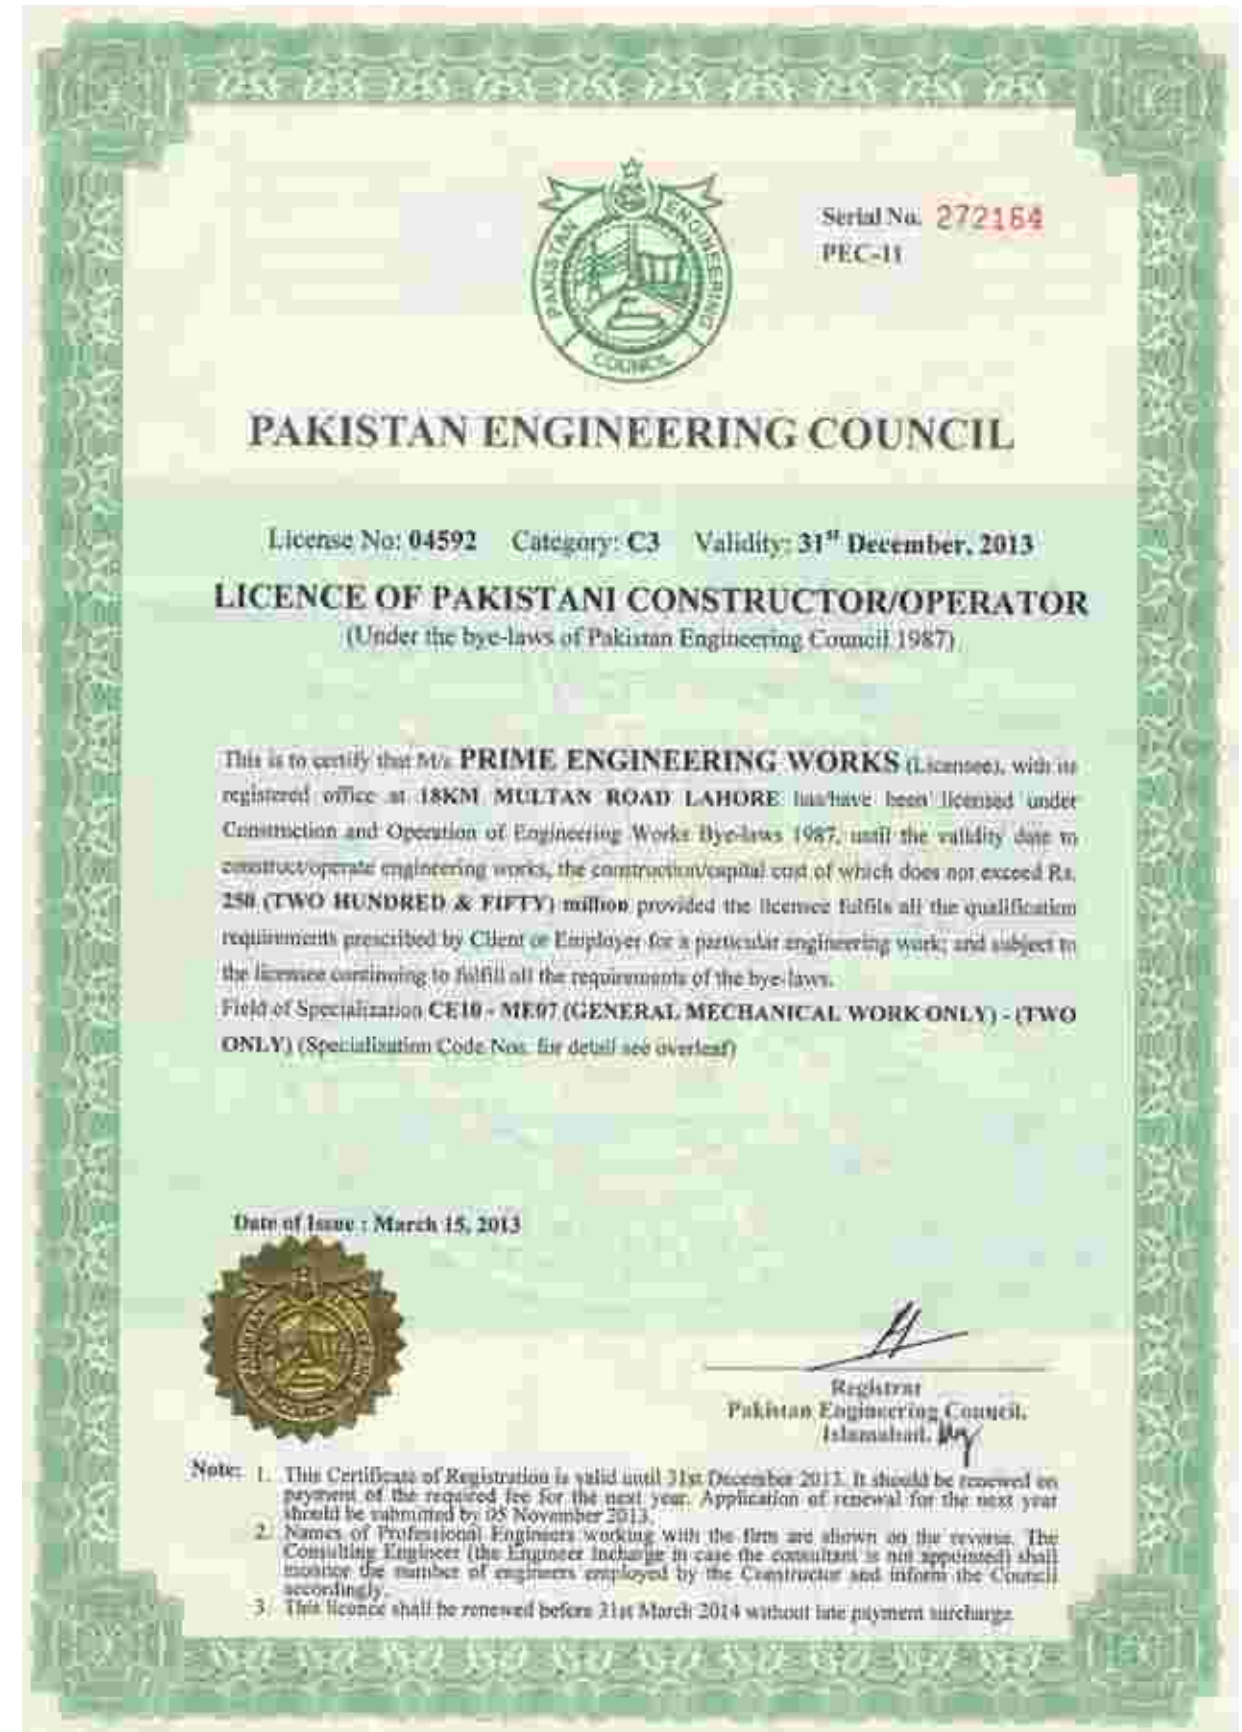 PAKISTAN ENGINEERING
COUNCIL
Serial No. 272164
PEC-11
PAKISTAN ENGINEERING COUNCIL
License No: 04592 Category: C3 Validity: 31st December, 2013
LICENCE OF PAKISTANI CONSTRUCTOR/OPERATOR
(Under the bye-laws of Pakistan Engineering Council 1987)
This is to certify that M/s PRIME ENGINEERING WORKS (Licensee), with its
registered office at 18KM MULTAN ROAD LAHORE has/have been licensed under
Construction and Operation of Engineering Works Bye-laws 1987, until the validity date to
construct/operate engineering works, the construction/capital cost of which does not exceed Rs.
250 (TWO HUNDRED & FIFTY) million provided the licensee fulfils all the qualification
requirements prescribed by Client or Employer for a particular engineering work; and subject to
the licensee continuing to fulfill all the requirements of the bye-laws.
Field of Specialization CE10 - ME07 (GENERAL MECHANICAL WORK ONLY) - (TWO
ONLY) (Specialization Code Nos. for detail see overleaf)
Date of Issue : March 15, 2013
Registrar
Pakistan Engineering Council,
Islamabad.
Note: 1. This Certificate of Registration is valid until 31st December 2013. It should be renewed on
payment of the required fee for the next year. Application of renewal for the next year
should be submitted by 05 November 2013.
2. Names of Professional Engineers working with the firm are shown on the reverse. The
Consulting Engineer (the Engineer Incharge in case the consultant is not appointed) shall
monitor the number of engineers employed by the Constructor and inform the Council
accordingly.
3. This licence shall be renewed before 31st March 2014 without late payment surcharge.